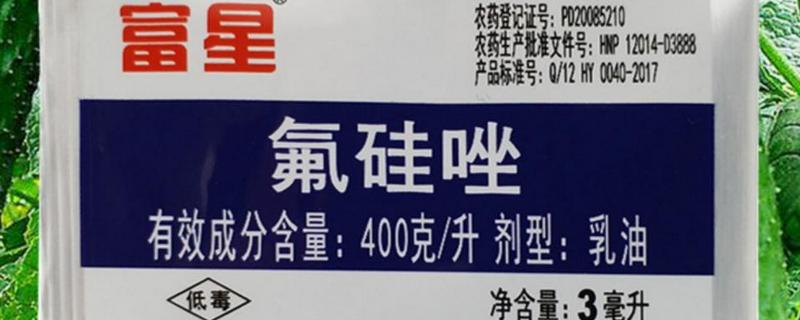 富星®
农药登记证号：PD20085210
农药生产批准文件号：HNP 12014-D3888
产品标准号：Q/12 HY 0040-2017
氟硅唑
有效成分含量：400克/升 剂型：乳油
低毒
净含量：3毫升